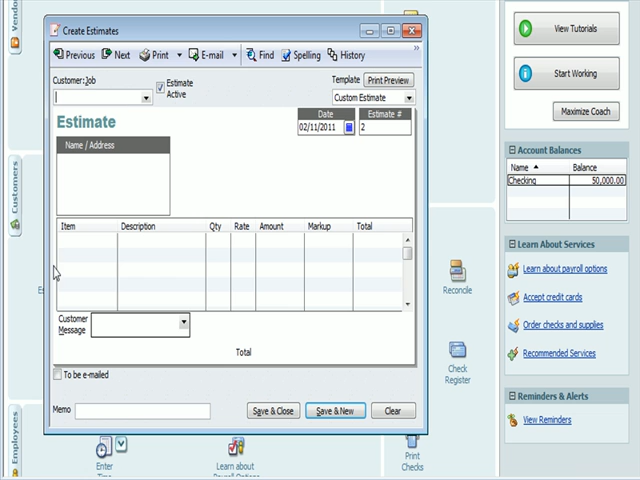 Vendors
Create Estimates
Previous Next Print E-mail Find Spelling History
Customer:Job
Estimate Active
Template Print Preview
Custom Estimate
Estimate
Date
Estimate #
02/11/2011
2
Name / Address
Item Description Qty Rate Amount Markup Total
Customer Message
Total
To be e-mailed
Memo
Save & Close Save & New Clear
Customers
Employees
Enter
Time
Learn about
Payroll Options
Print
Checks
Reconcile
Check
Register
View Tutorials
Start Working
Maximize Coach
Account Balances
Name Balance
Checking 50,000.00
Learn About Services
Learn about payroll options
Accept credit cards
Order checks and supplies
Recommended Services
Reminders & Alerts
View Reminders